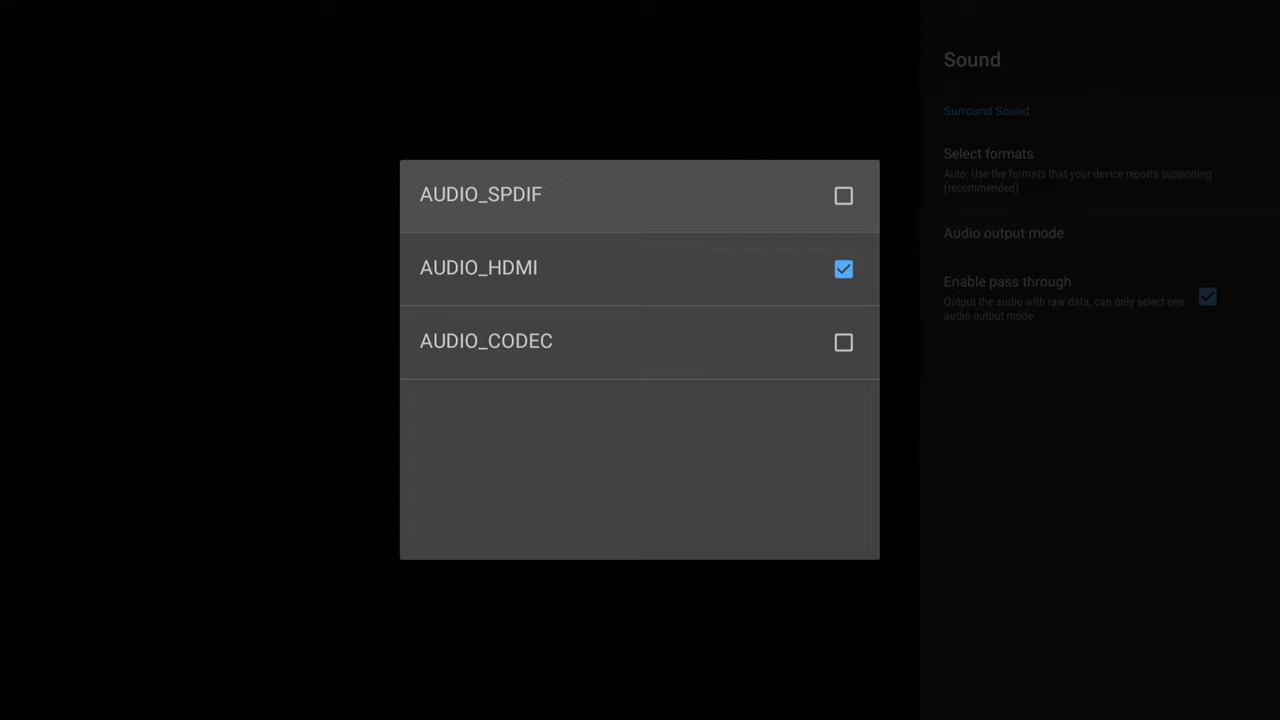 AUDIO_SPDIF
AUDIO_HDMI
AUDIO_CODEC
Sound
Surround Sound
Select formats
Auto: Use the formats that your device reports supporting
(recommended)
Audio output mode
Enable pass through
Output the audio with raw data, can only select one
audio output mode